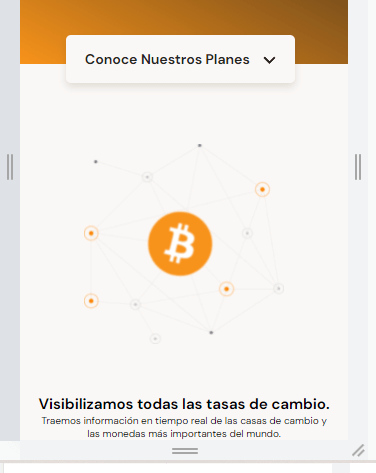 Conoce Nuestros Planes
Visibilizamos todas las tasas de cambio.
Traemos información en tiempo real de las casas de cambio y
las monedas más importantes del mundo.